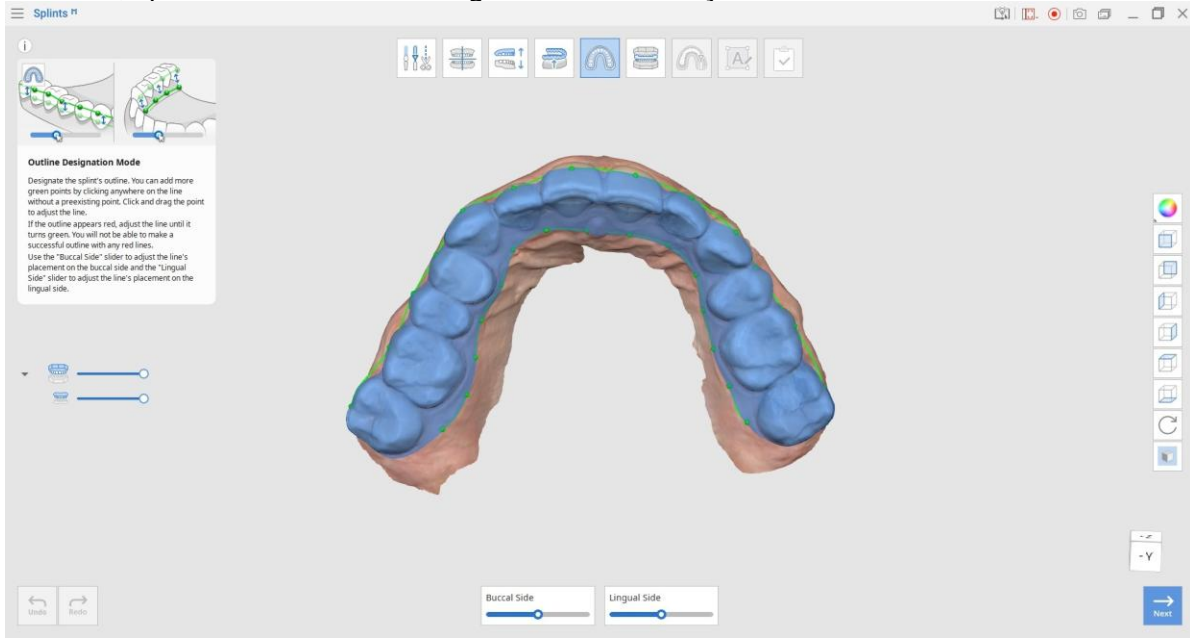 Splints M
Outline Designation Mode
Designate the splint's outline. You can add more
green points by clicking anywhere on the line
without a preexisting point. Click and drag the point
to adjust the line.
If the outline appears red, adjust the line until it
turns green. You will not be able to make a
successful outline with any red lines.
Use the "Buccal Side" slider to adjust the line's
placement on the buccal side and the "Lingual
Side" slider to adjust the line's placement on the
lingual side.
- Y
Undo
Redo
Buccal Side
Lingual Side
Next